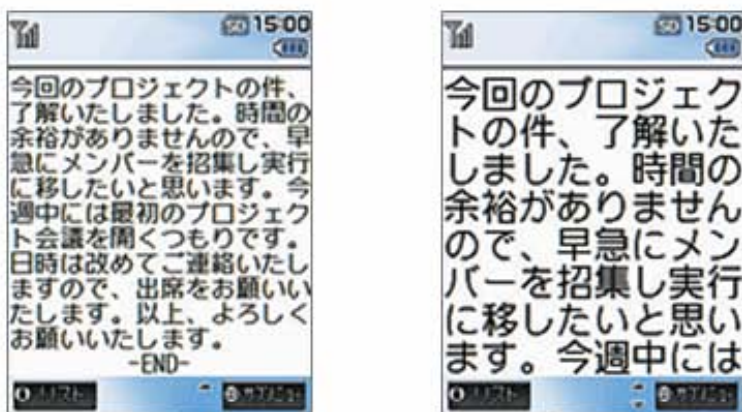 15:00
今回のプロジェクトの件、
了解いたしました。時間の
余裕がありませんので、早
急にメンバーを招集し実行
に移したいと思います。今
週中には最初のプロジェク
ト会議を開くつもりです。
日時は改めてご連絡いたし
ますので、出席をお願いい
たします。以上、よろしく
お願いいたします。
-END-
15:00
今回のプロジェク
トの件、了解いた
しました。時間の
余裕がありません
ので、早急にメン
バーを招集し実行
に移したいと思い
ます。今週中には